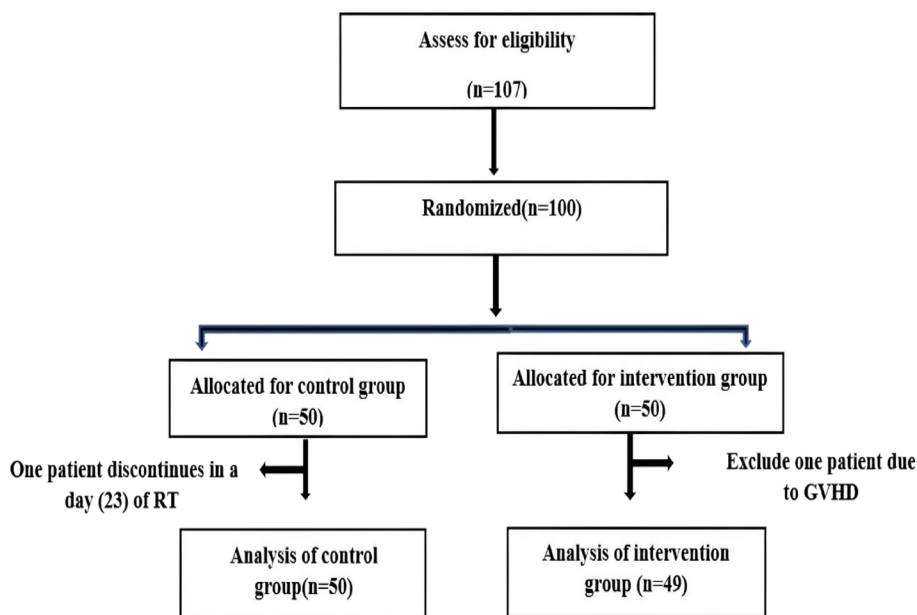 Assess for eligibility
(n=107)
Randomized(n=100)
Allocated for control group
(n=50)
Allocated for intervention group
(n=50)
One patient discontinues in a
day (23) of RT
Exclude one patient due
to GVHD
Analysis of control
group(n=50)
Analysis of intervention
group (n=49)